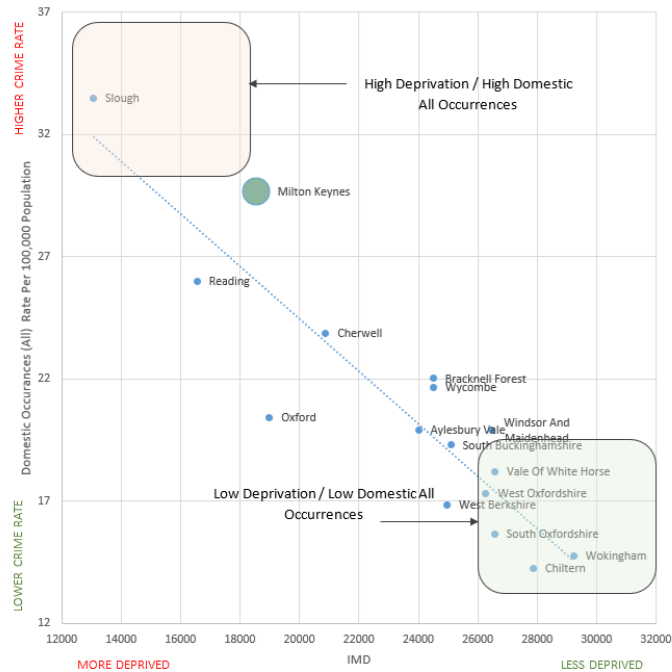 37
HIGHER CRIME RATE
Slough
High Deprivation / High Domestic
All Occurrences
32
Milton Keynes
27
Reading
Cherwell
Domestic Occurances (All)  Rate Per 100,000 Population
22
Bracknell Forest
Wycombe
Oxford
Aylesbury Vale
Windsor And
Maidenhead
South Buckinghamshire
Vale Of White Horse
Low Deprivation / Low Domestic All
Occurrences
West Oxfordshire
17
West Berkshire
South Oxfordshire
Wokingham
Chiltern
LOWER CRIME RATE
12
12000 14000 16000 18000 20000 22000 24000 26000 28000 30000 32000
MORE DEPRIVED IMD LESS DEPRIVED